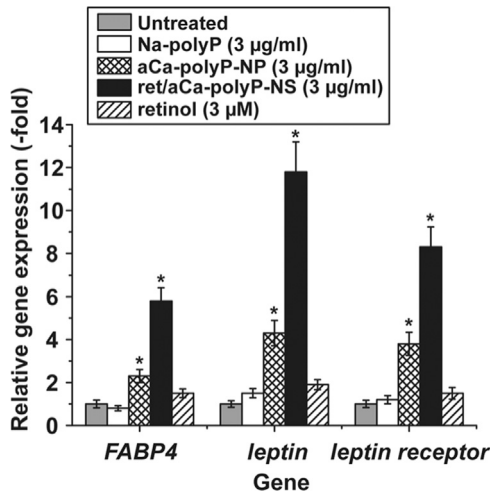 Untreated
Na-polyP (3 µg/ml)
aCa-polyP-NP (3 µg/ml)
ret/aCa-polyP-NS (3 µg/ml)
retinol (3 µM)
Relative gene expression (-fold)
14
12
10
8
6
4
2
0
* * * * * *
FABP4 leptin leptin receptor
Gene